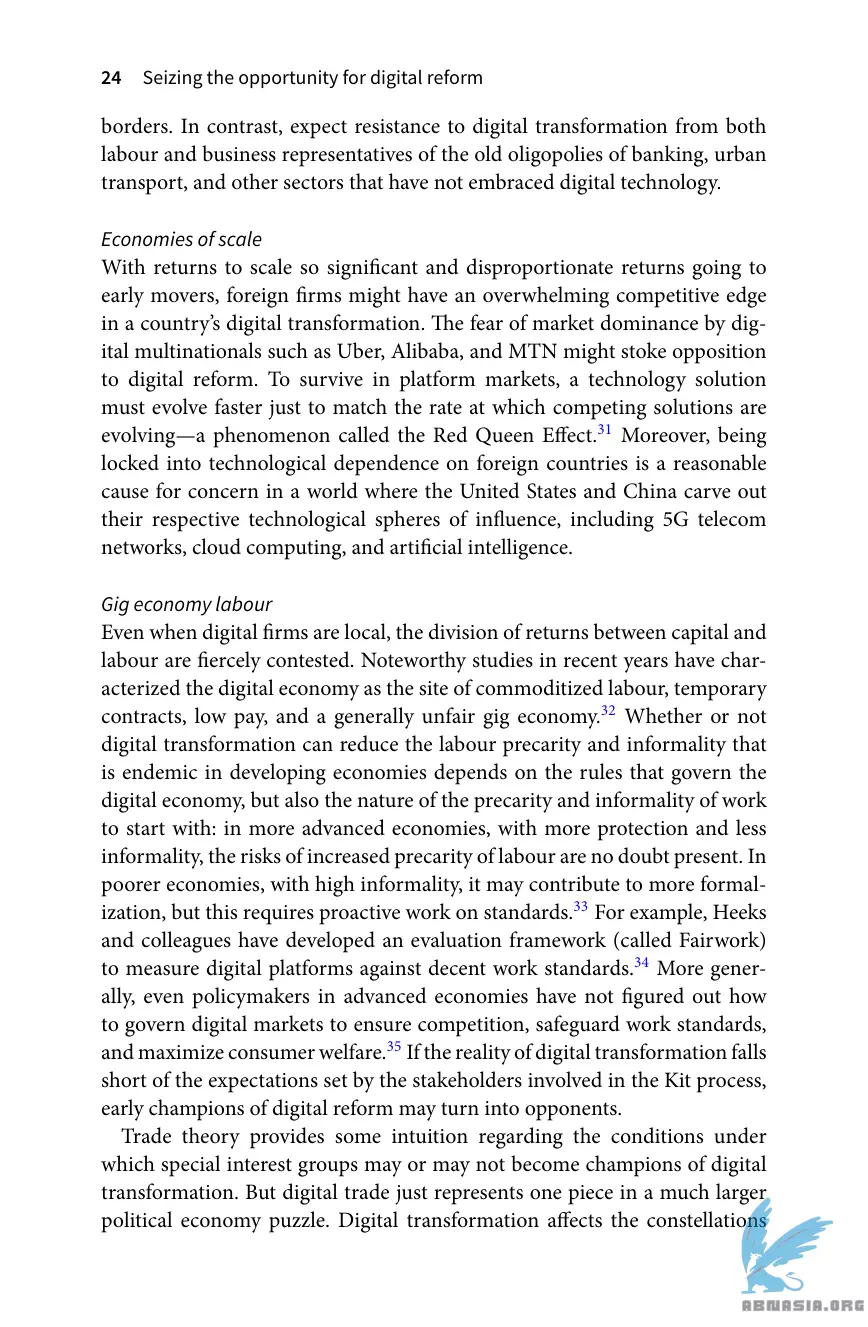 24 Seizing the opportunity for digital reform
borders. In contrast, expect resistance to digital transformation from both
labour and business representatives of the old oligopolies of banking, urban
transport, and other sectors that have not embraced digital technology.
Economies of scale
With returns to scale so significant and disproportionate returns going to
early movers, foreign firms might have an overwhelming competitive edge
in a country’s digital transformation. The fear of market dominance by dig-
ital multinationals such as Uber, Alibaba, and MTN might stoke opposition
to digital reform. To survive in platform markets, a technology solution
must evolve faster just to match the rate at which competing solutions are
evolving—a phenomenon called the Red Queen Effect.31 Moreover, being
locked into technological dependence on foreign countries is a reasonable
cause for concern in a world where the United States and China carve out
their respective technological spheres of influence, including 5G telecom
networks, cloud computing, and artificial intelligence.
Gig economy labour
Even when digital firms are local, the division of returns between capital and
labour are fiercely contested. Noteworthy studies in recent years have char-
acterized the digital economy as the site of commoditized labour, temporary
contracts, low pay, and a generally unfair gig economy.32 Whether or not
digital transformation can reduce the labour precarity and informality that
is endemic in developing economies depends on the rules that govern the
digital economy, but also the nature of the precarity and informality of work
to start with: in more advanced economies, with more protection and less
informality, the risks of increased precarity of labour are no doubt present. In
poorer economies, with high informality, it may contribute to more formal-
ization, but this requires proactive work on standards.33 For example, Heeks
and colleagues have developed an evaluation framework (called Fairwork)
to measure digital platforms against decent work standards.34 More gener-
ally, even policymakers in advanced economies have not figured out how
to govern digital markets to ensure competition, safeguard work standards,
and maximize consumer welfare.35 If the reality of digital transformation falls
short of the expectations set by the stakeholders involved in the Kit process,
early champions of digital reform may turn into opponents.
Trade theory provides some intuition regarding the conditions under
which special interest groups may or may not become champions of digital
transformation. But digital trade just represents one piece in a much larger
political economy puzzle. Digital transformation affects the constellations
ABNASIA.ORG